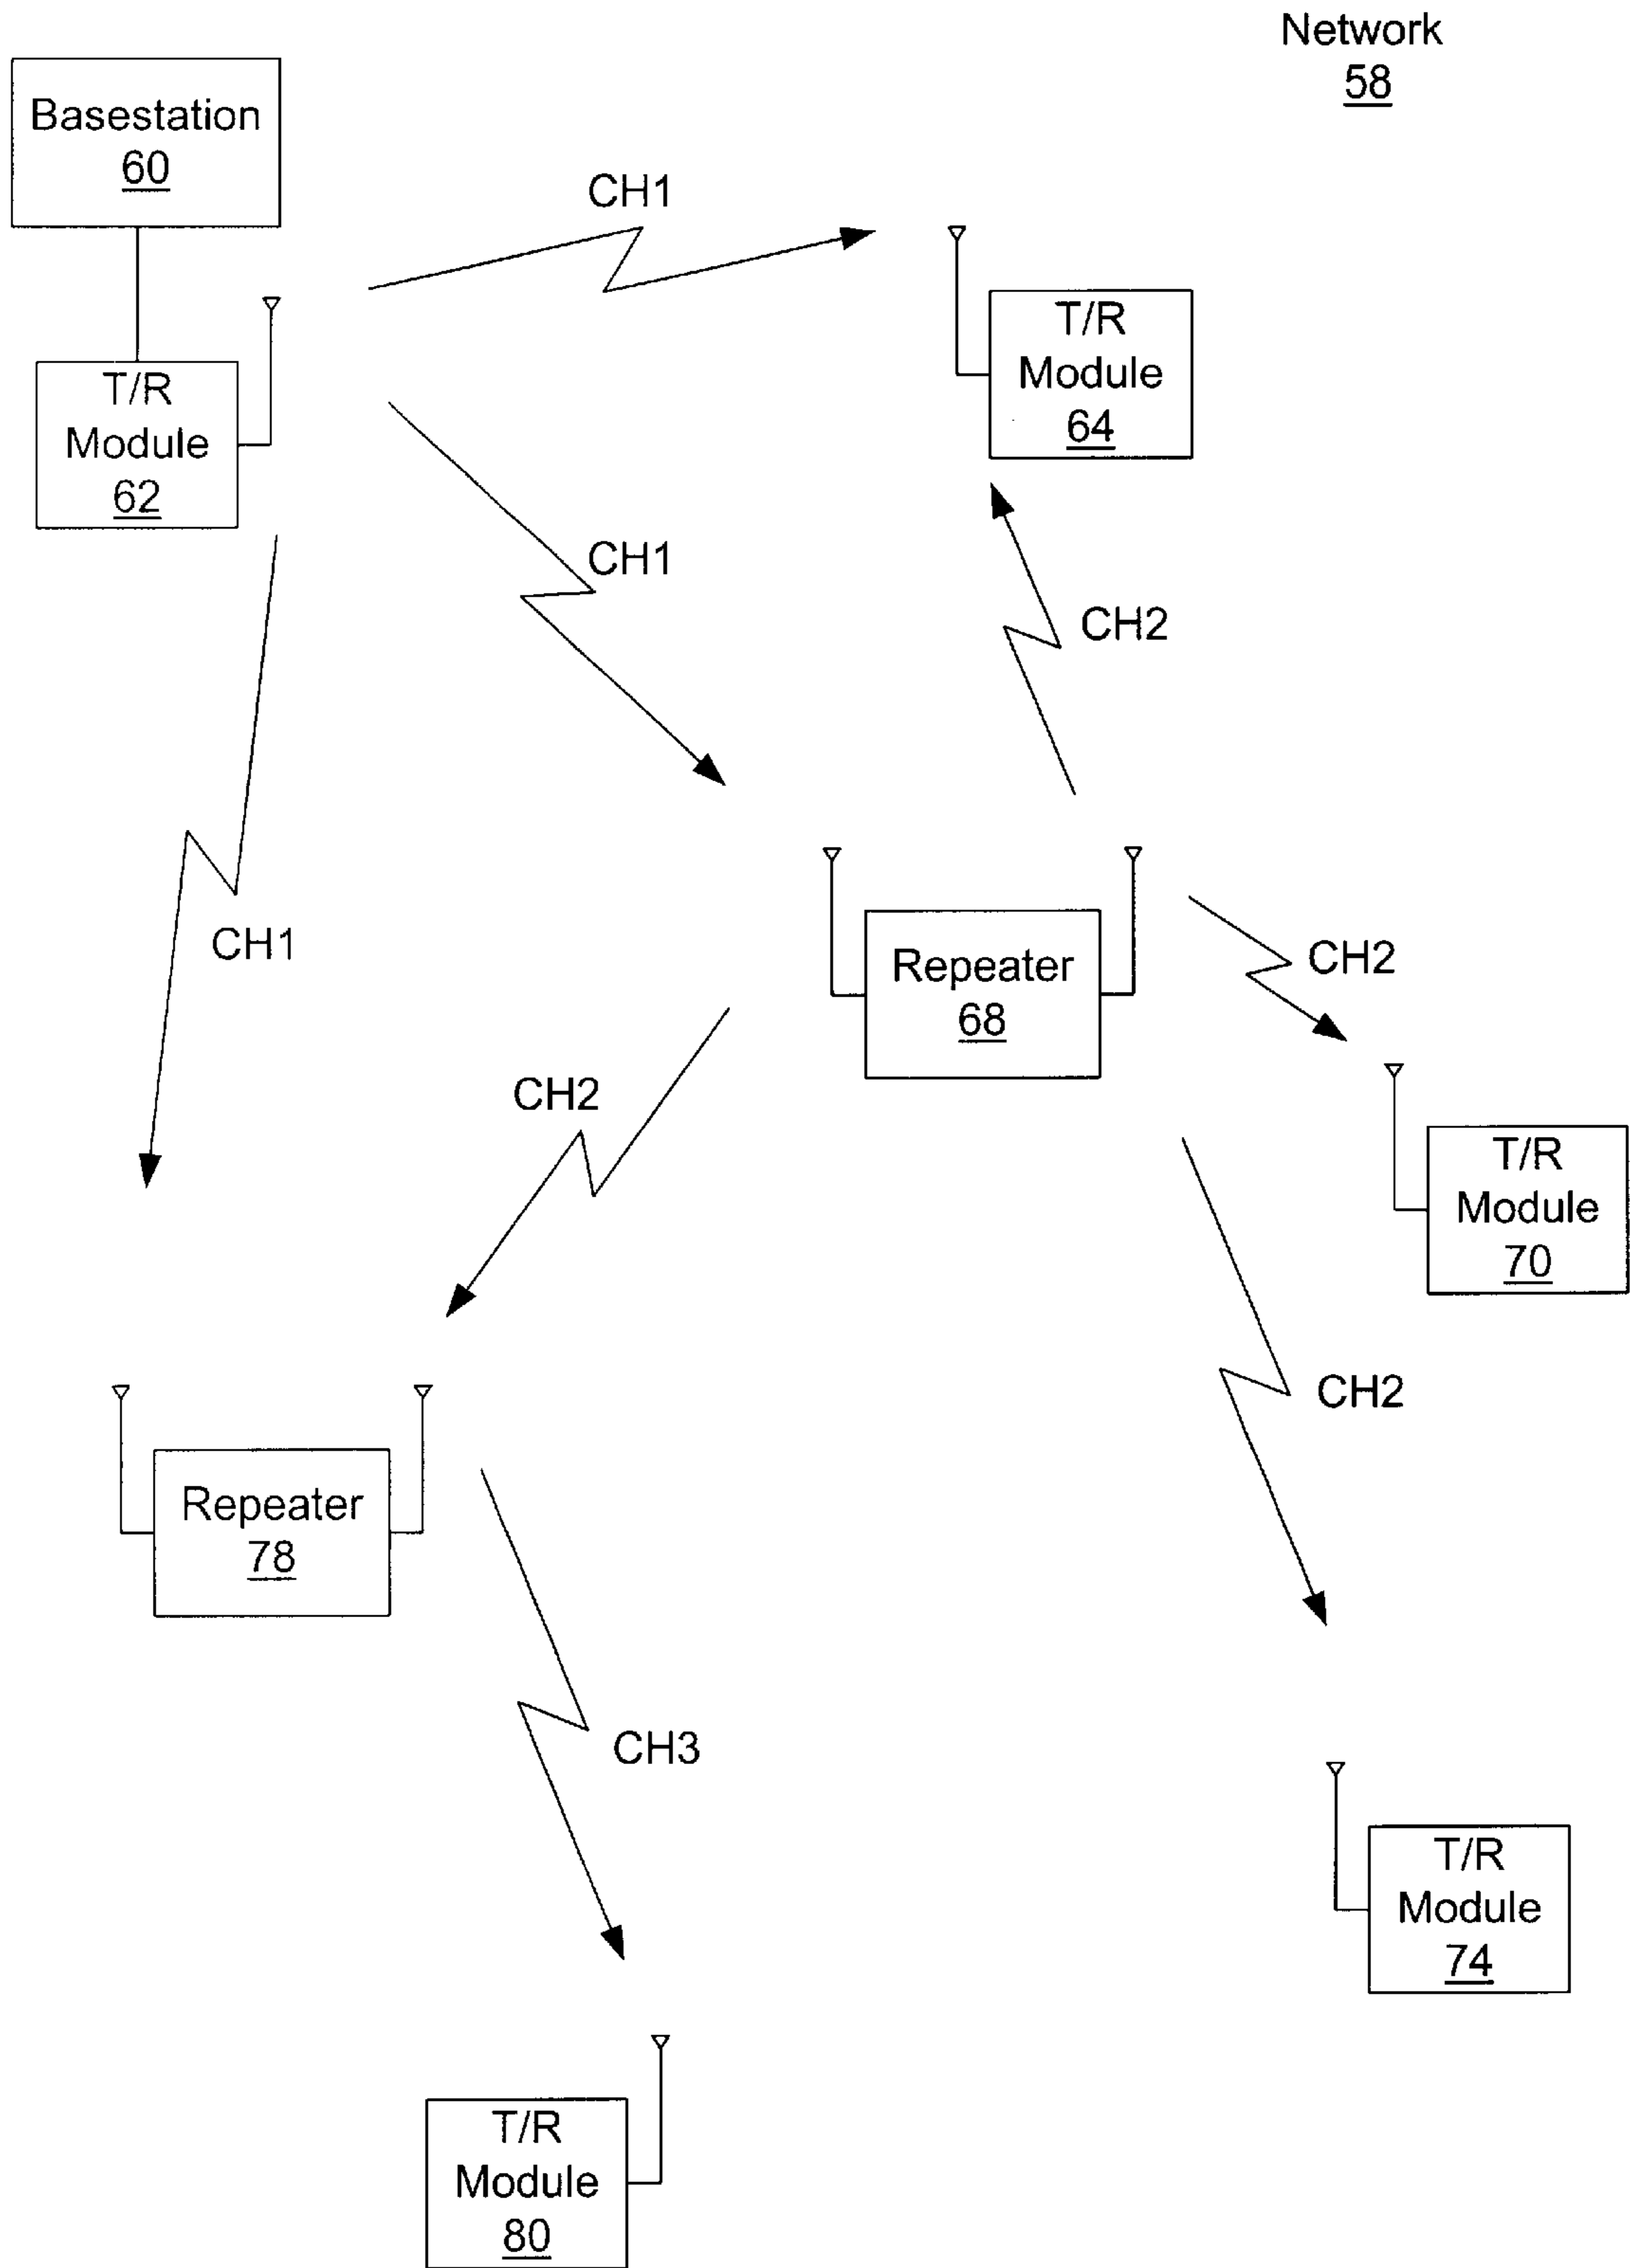 Network
58
Basestation
60
CH1
T/R
Module
64
T/R
Module
62
CH1
CH2
CH1
Repeater
68
CH2
CH2
T/R
Module
70
CH2
Repeater
78
CH3
T/R
Module
74
T/R
Module
80